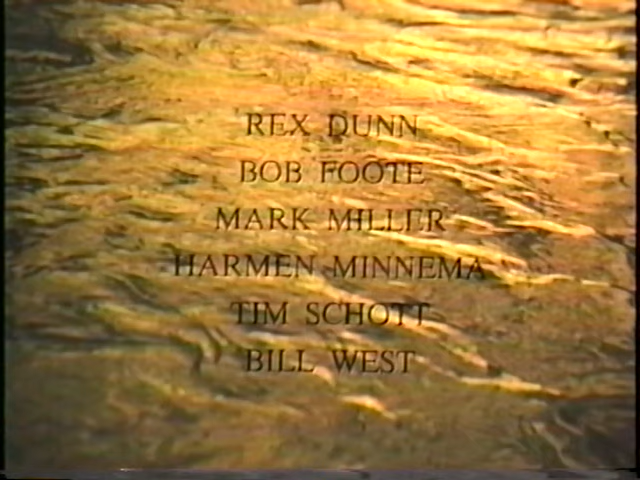 REX DUNN
BOB FOOTE
MARK MILLER
HARMEN MINNEMA
TIM SCHOTT
BILL WEST